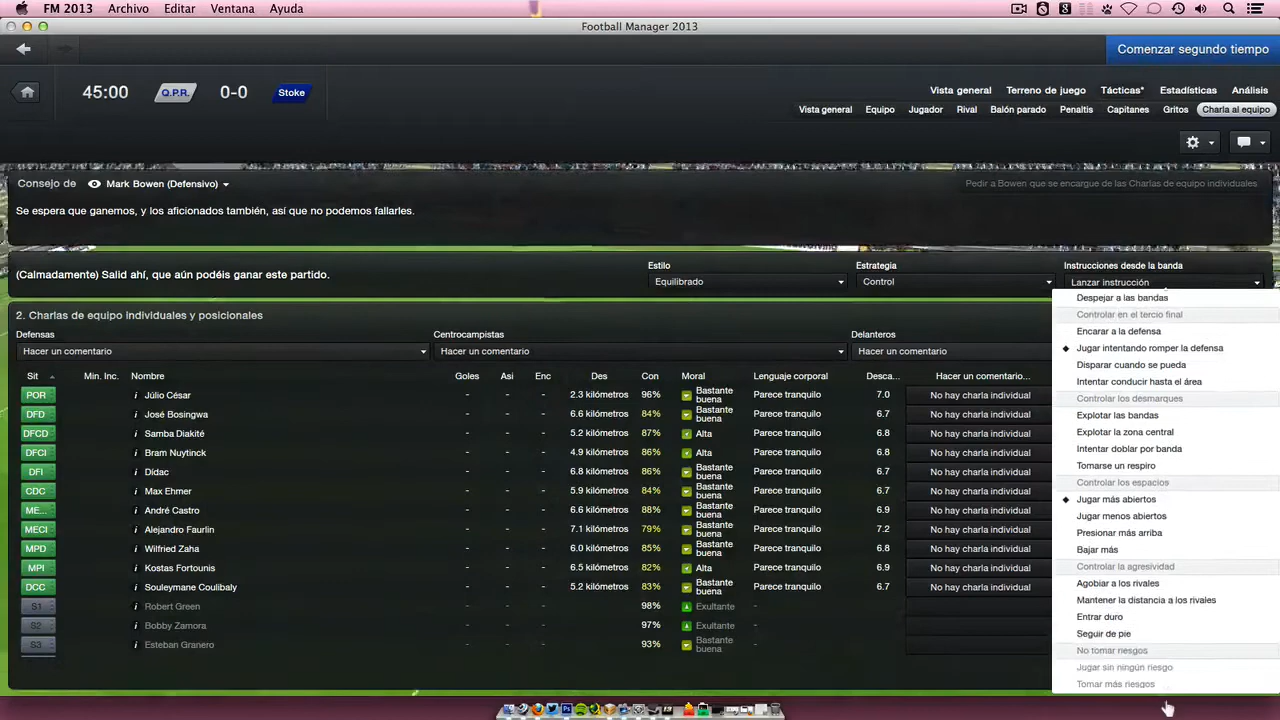 FM 2013 Archivo Editar Ventana Ayuda
Football Manager 2013
Comenzar segundo tiempo
45:00 Q.P.R. 0-0 Stoke
Vista general Terreno de juego Tácticas* Estadísticas Análisis
Vista general Equipo Jugador Rival Balón parado Penaltis Capitanes Gritos Charla al equipo
Consejo de Mark Bowen (Defensivo)
Pedir a Bowen que se encargue de las Charlas de equipo individuales
Se espera que ganemos, y los aficionados también, así que no podemos fallarles.
(Calmadamente) Salid ahí, que aún podéis ganar este partido.
Estilo
Equilibrado
Estrategia
Control
Instrucciones desde la banda
Lanzar instrucción
2. Charlas de equipo individuales y posicionales
Defensas
Hacer un comentario
Centrocampistas
Hacer un comentario
Delanteros
Hacer un comentario
Sit Min. Inc. Nombre Goles Asi Enc Des Con Moral Lenguaje corporal Desca... Hacer un comentario...
POR i Júlio César - - - 2.3 kilómetros 96% Bastante buena Parece tranquilo 7.0 No hay charla individual
DFD i José Bosingwa - - - 6.6 kilómetros 84% Bastante buena Parece tranquilo 6.8 No hay charla individual
DFCD i Samba Diakité - - - 5.2 kilómetros 87% Alta Parece tranquilo 6.8 No hay charla individual
DFCI i Bram Nuytinck - - - 4.9 kilómetros 86% Alta Parece tranquilo 6.8 No hay charla individual
DFI i Dídac - - - 6.8 kilómetros 86% Bastante buena Parece tranquilo 6.7 No hay charla individual
CDC i Max Ehmer - - - 5.9 kilómetros 84% Bastante buena Parece tranquilo 6.7 No hay charla individual
ME... i André Castro - - - 6.6 kilómetros 88% Bastante buena Parece tranquilo 6.9 No hay charla individual
MECI i Alejandro Faurlín - - - 7.1 kilómetros 79% Bastante buena Parece tranquilo 7.2 No hay charla individual
MPD i Wilfried Zaha - - - 6.0 kilómetros 85% Bastante buena Parece tranquilo 6.8 No hay charla individual
MPI i Kostas Fortounis - - - 6.5 kilómetros 82% Alta Parece tranquilo 6.9 No hay charla individual
DCC i Souleymane Coulibaly - - - 5.2 kilómetros 83% Bastante buena Parece tranquilo 6.7 No hay charla individual
S1 i Robert Green 98% Exultante -
S2 i Bobby Zamora 97% Exultante -
S3 i Esteban Granero 93% Bastante buena -
Despejar a las bandas
Controlar en el tercio final
Encarar a la defensa
Jugar intentando romper la defensa
Disparar cuando se pueda
Intentar conducir hasta el área
Controlar los desmarques
Explotar las bandas
Explotar la zona central
Intentar doblar por banda
Tomarse un respiro
Controlar los espacios
Jugar más abiertos
Jugar menos abiertos
Presionar más arriba
Bajar más
Controlar la agresividad
Agobiar a los rivales
Mantener la distancia a los rivales
Entrar duro
Seguir de pie
No tomar riesgos
Jugar sin ningún riesgo
Tomar más riesgos